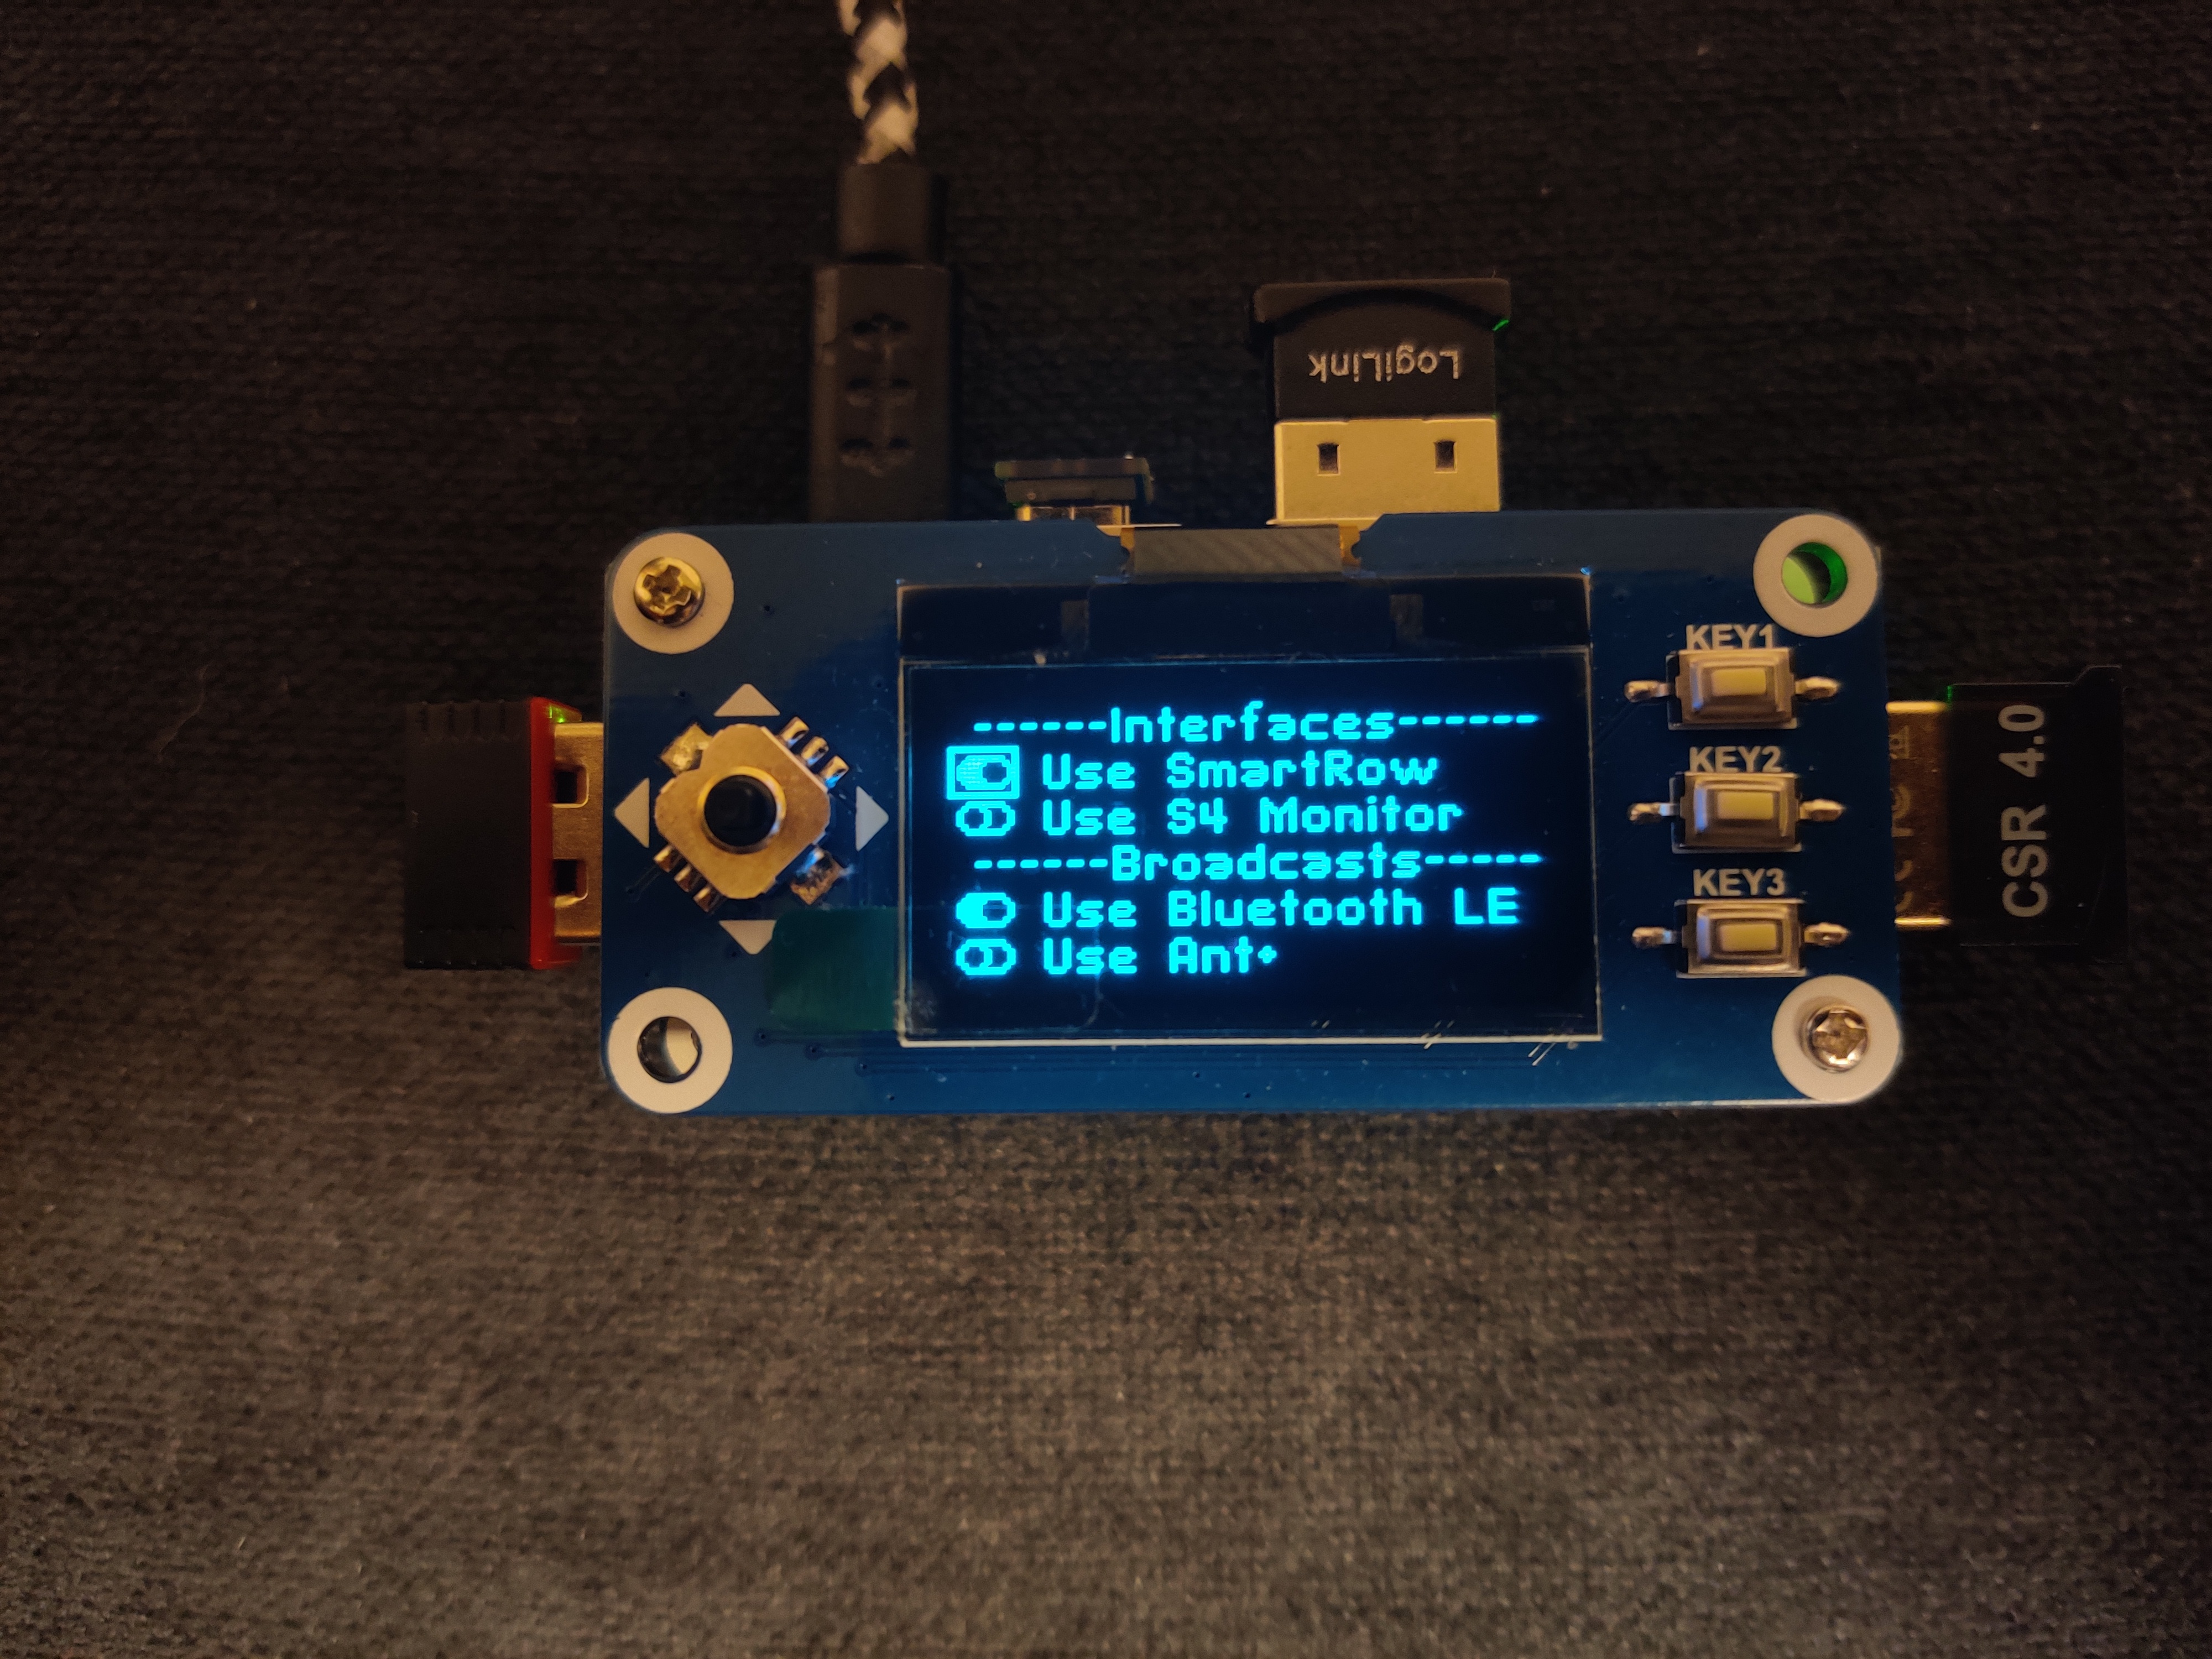 LogiLink
KEY1
KEY2
KEY3
CSR 4.0
------Interfaces------
Use SmartRow
Use S4 Monitor
------Broadcasts-----
Use Bluetooth LE
Use Ant+